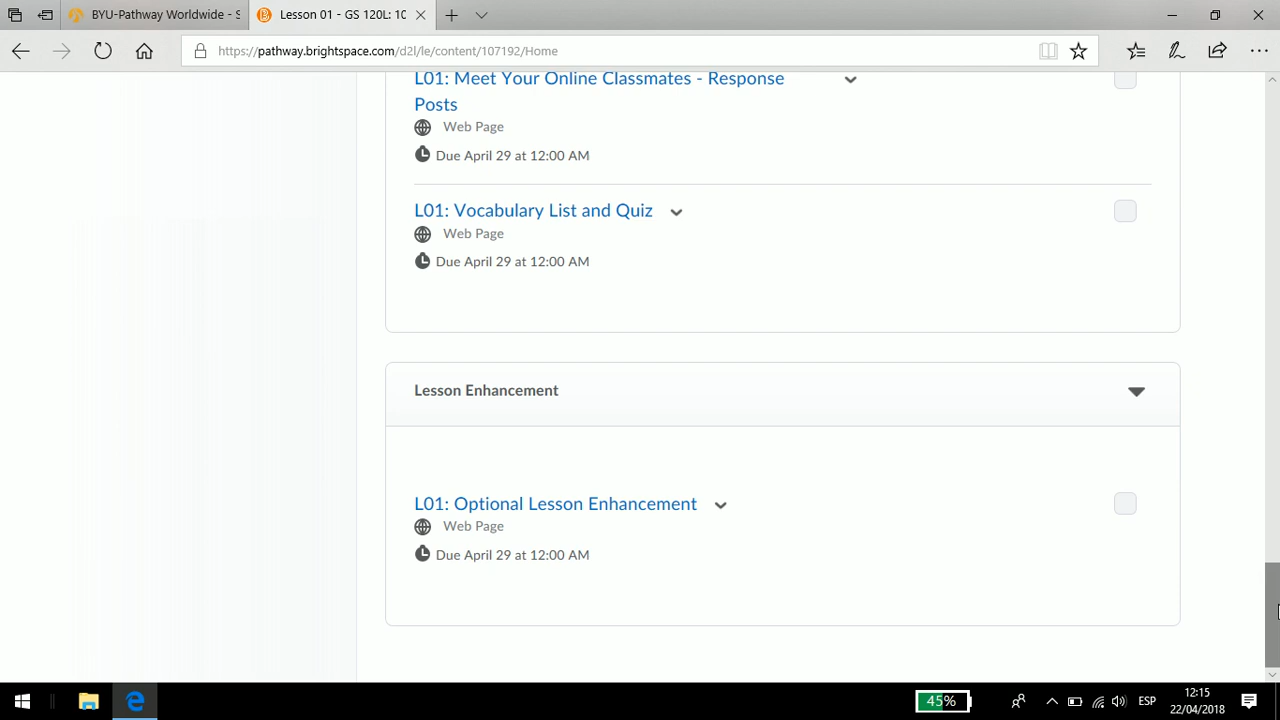 BYU-Pathway Worldwide - S
Lesson 01 - GS 120L: 10
https://pathway.brightspace.com/d2l/le/content/107192/Home
L01: Meet Your Online Classmates - Response
Posts
Web Page
Due April 29 at 12:00 AM
L01: Vocabulary List and Quiz
Web Page
Due April 29 at 12:00 AM
Lesson Enhancement
L01: Optional Lesson Enhancement
Web Page
Due April 29 at 12:00 AM
45%
ESP
12:15
22/04/2018